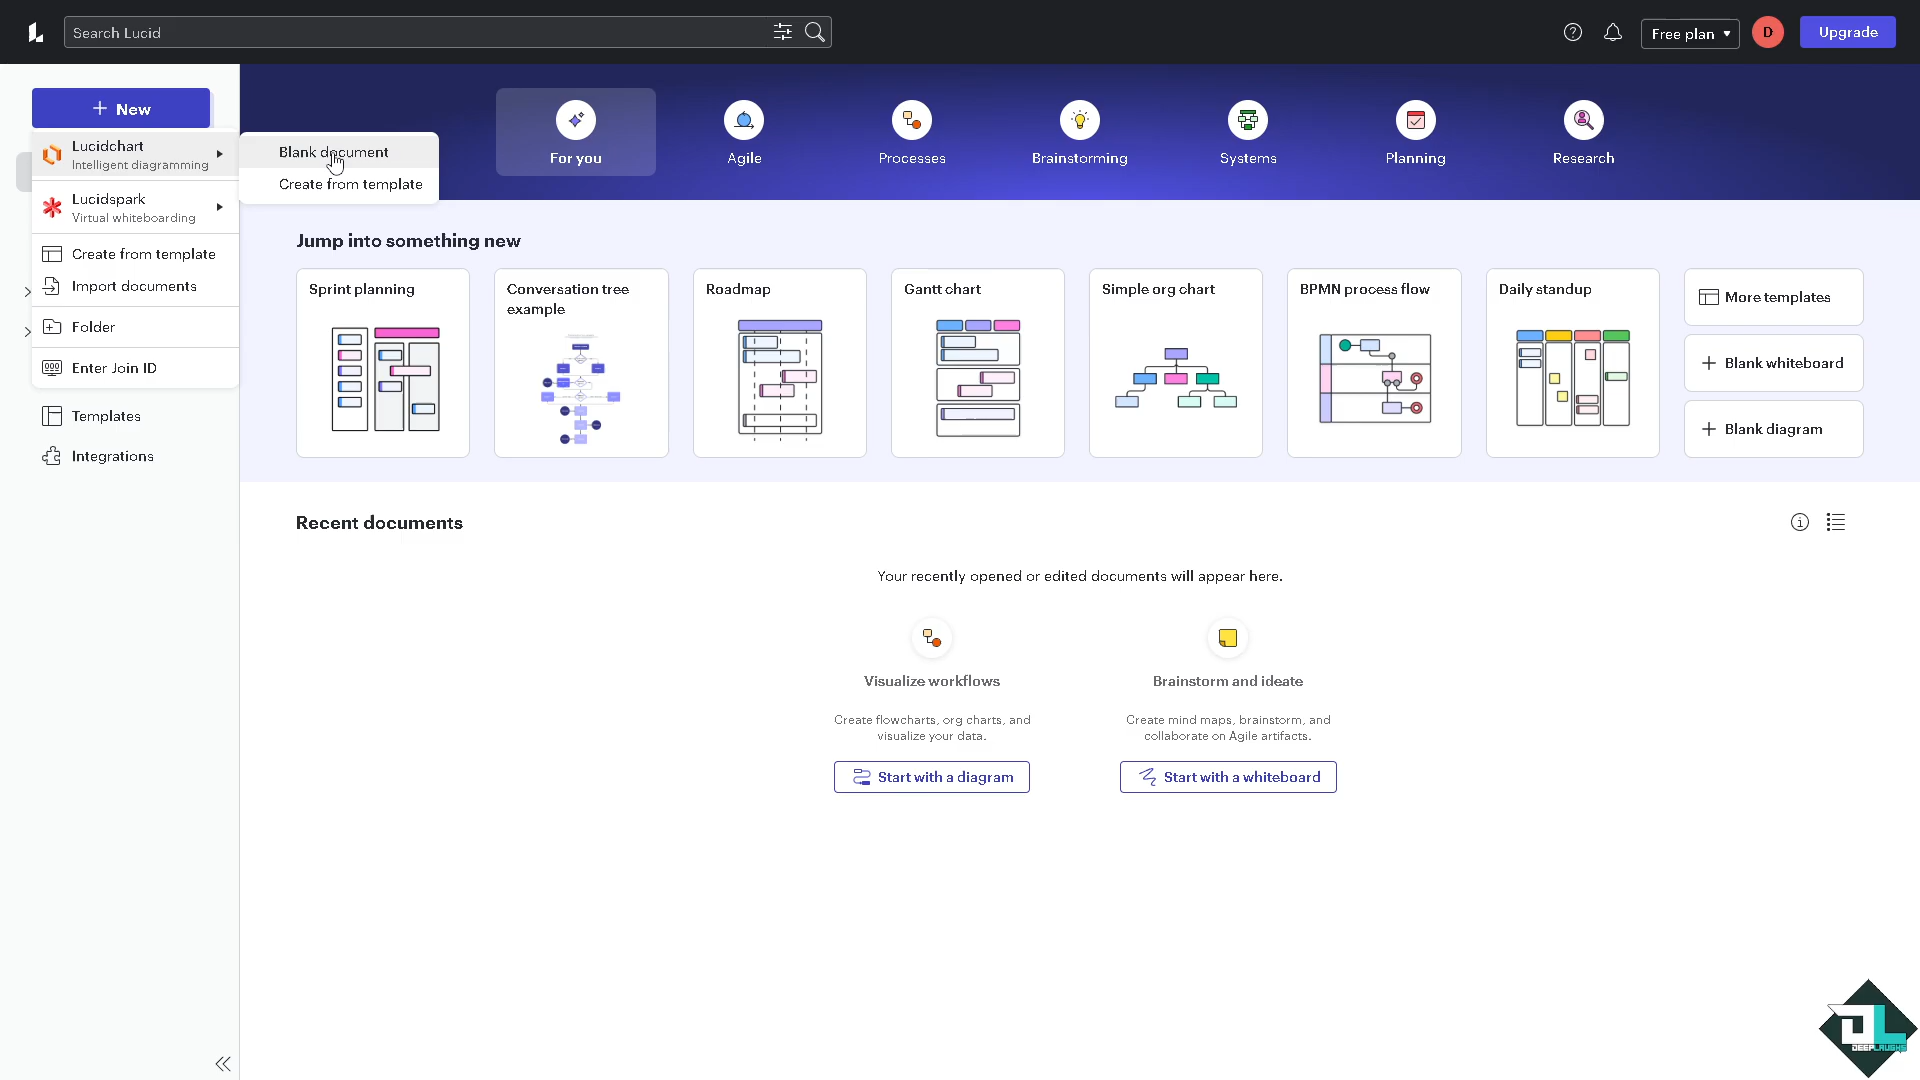 Search Lucid
Free plan
D
Upgrade
New
Lucidchart
Intelligent diagramming
Lucidspark
Virtual whiteboarding
Create from template
Import documents
Folder
Enter Join ID
Templates
Integrations
Blank document
Create from template
For you
Agile
Processes
Brainstorming
Systems
Planning
Research
Jump into something new
Sprint planning
Conversation tree
example
Roadmap
Gantt chart
Simple org chart
BPMN process flow
Daily standup
More templates
Blank whiteboard
Blank diagram
Recent documents
Your recently opened or edited documents will appear here.
Visualize workflows
Create flowcharts, org charts, and
visualize your data.
Start with a diagram
Brainstorm and ideate
Create mind maps, brainstorm, and
collaborate on Agile artifacts.
Start with a whiteboard
DEEPLAUGHS